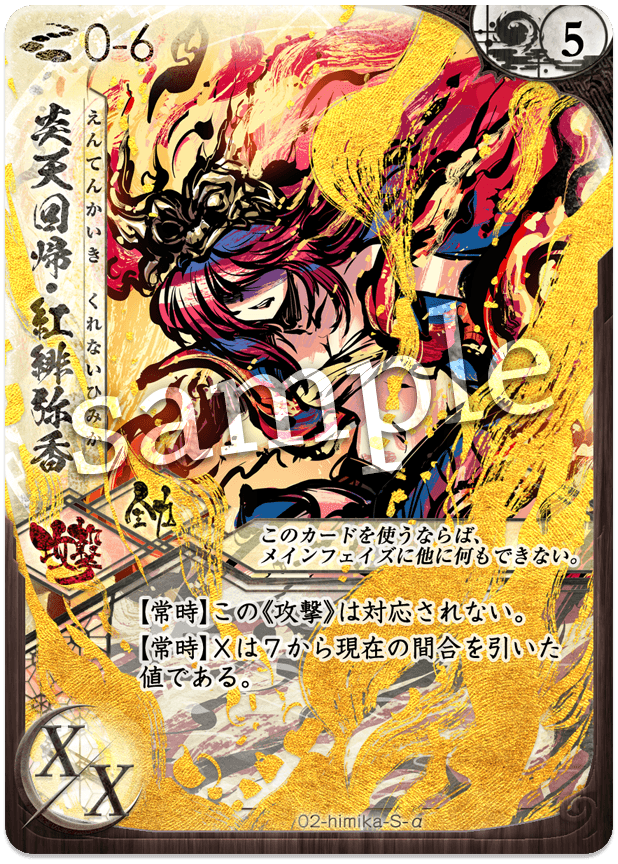 0-6
5
炎天回帰・紅緋弥香
えんてんかいき くれないひみか
sample
攻撃
全力
このカードを使うならば、
メインフェイズに他に何もできない。
【常時】この《攻撃》は対応されない。
【常時】Xは7から現在の間合を引いた
値である。
X/X
02-himika-S-α